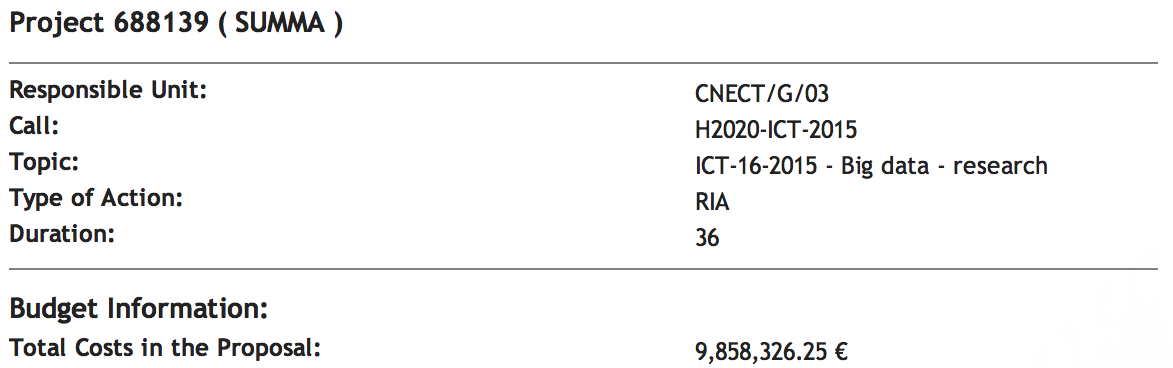 Project 688139 ( SUMMA )
Responsible Unit: CNECT/G/03
Call: H2020-ICT-2015
Topic: ICT-16-2015 - Big data - research
Type of Action: RIA
Duration: 36
Budget Information:
Total Costs in the Proposal: 9,858,326.25 €